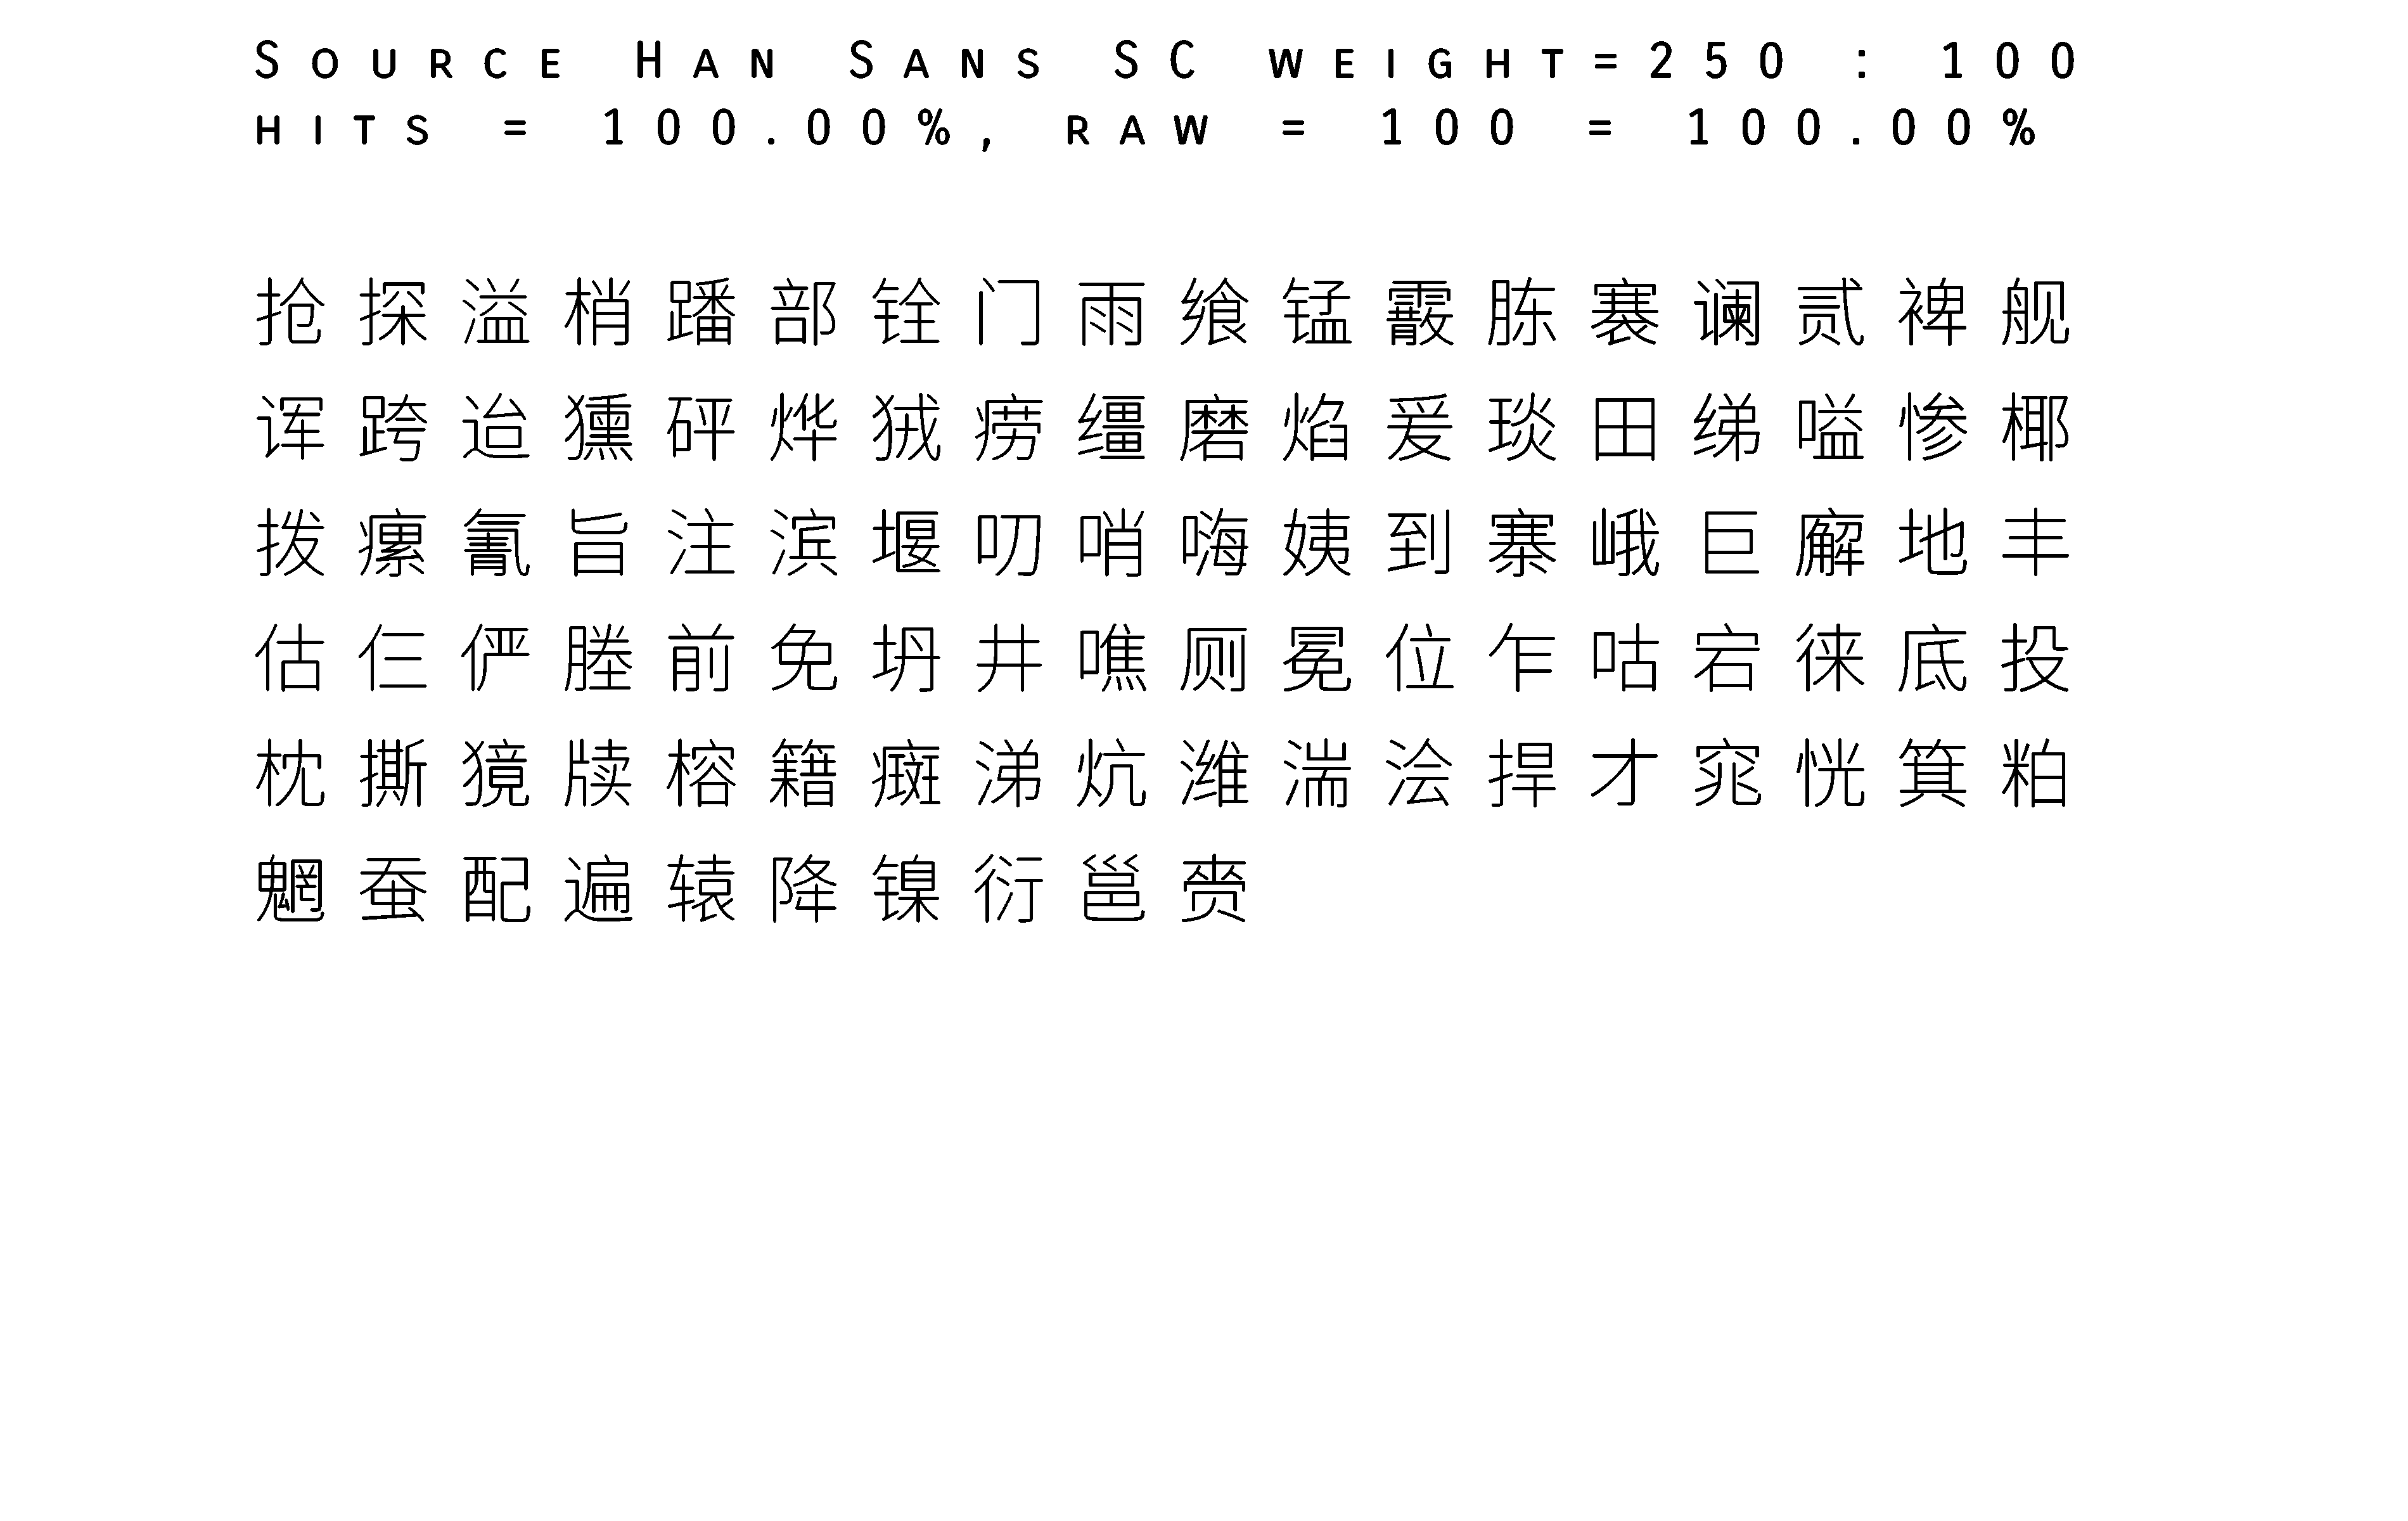 Source Han Sans SC weight=250 : 100
hits = 100.00%, raw = 100 = 100.00%
抢探溢梢蹯部铨门雨飨锰霰胨褰谰贰裨舰
诨跨迨獯砰烨狨痨缰磨焰爰琰田绨嗑惨椰
拨瘰氰旨注滨堰叨哨嗨姨到寨峨巨廨地丰
估仨俨塍前免坍井噍厕冕位乍咕宕徕底投
枕撕獍牍榕籍癍涕炕潍湍浍捍才窕恍箕粕
魍蚕配遍辕降镍衍邕赍